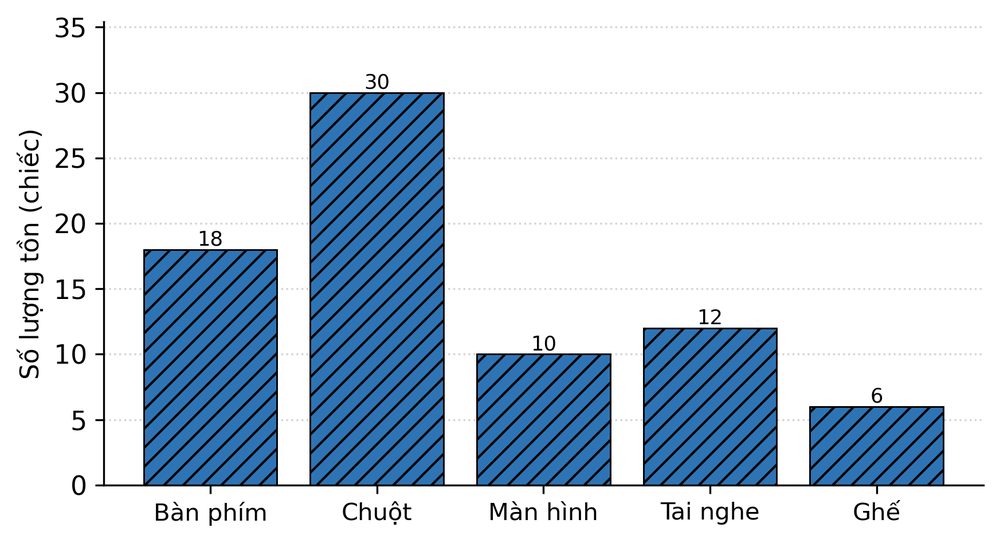 Số lượng tồn (chiếc)
35
30
25
20
15
10
5
0
18
30
10
12
6
Bàn phím
Chuột
Màn hình
Tai nghe
Ghế